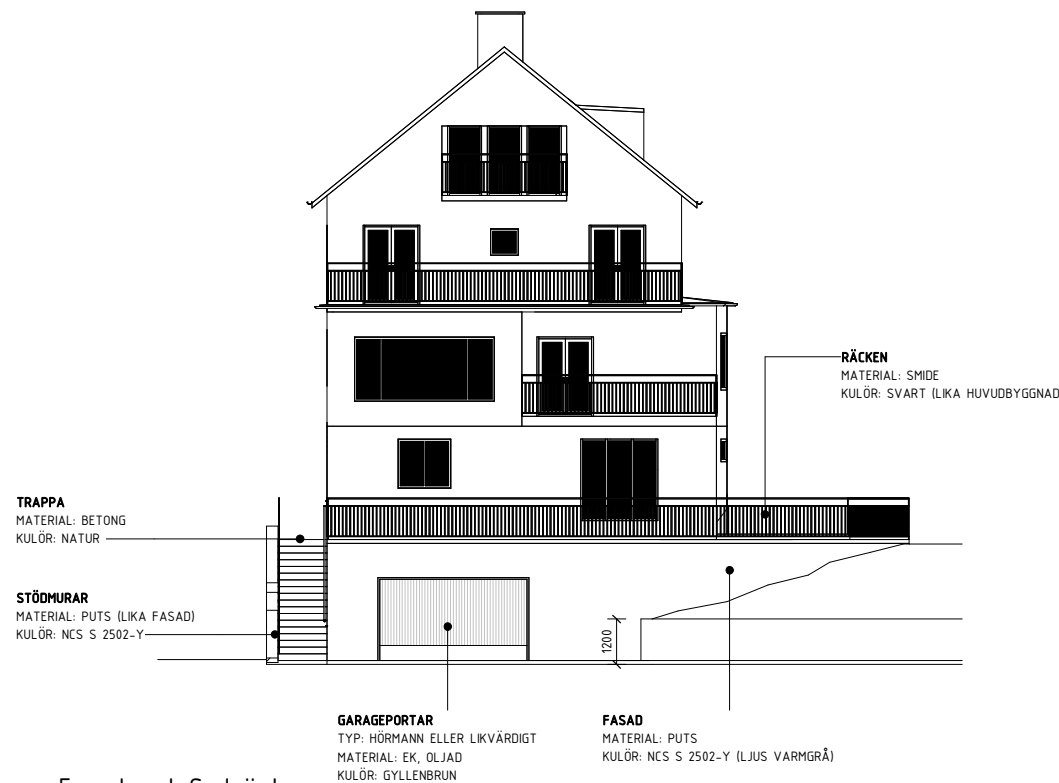 RÄCKEN
MATERIAL: SMIDE
KULÖR: SVART (LIKA HUVUDBYGGNAD
TRAPPA
MATERIAL: BETONG
KULÖR: NATUR
STÖDMURAR
MATERIAL: PUTS (LIKA FASAD)
KULÖR: NCS S 2502-Y
1200
GARAGEPORTAR
TYP: HÖRMANN ELLER LIKVÄRDIGT
MATERIAL: EK, OLJAD
KULÖR: GYLLENBRUN
FASAD
MATERIAL: PUTS
KULÖR: NCS S 2502-Y (LJUS VARMGRÅ)